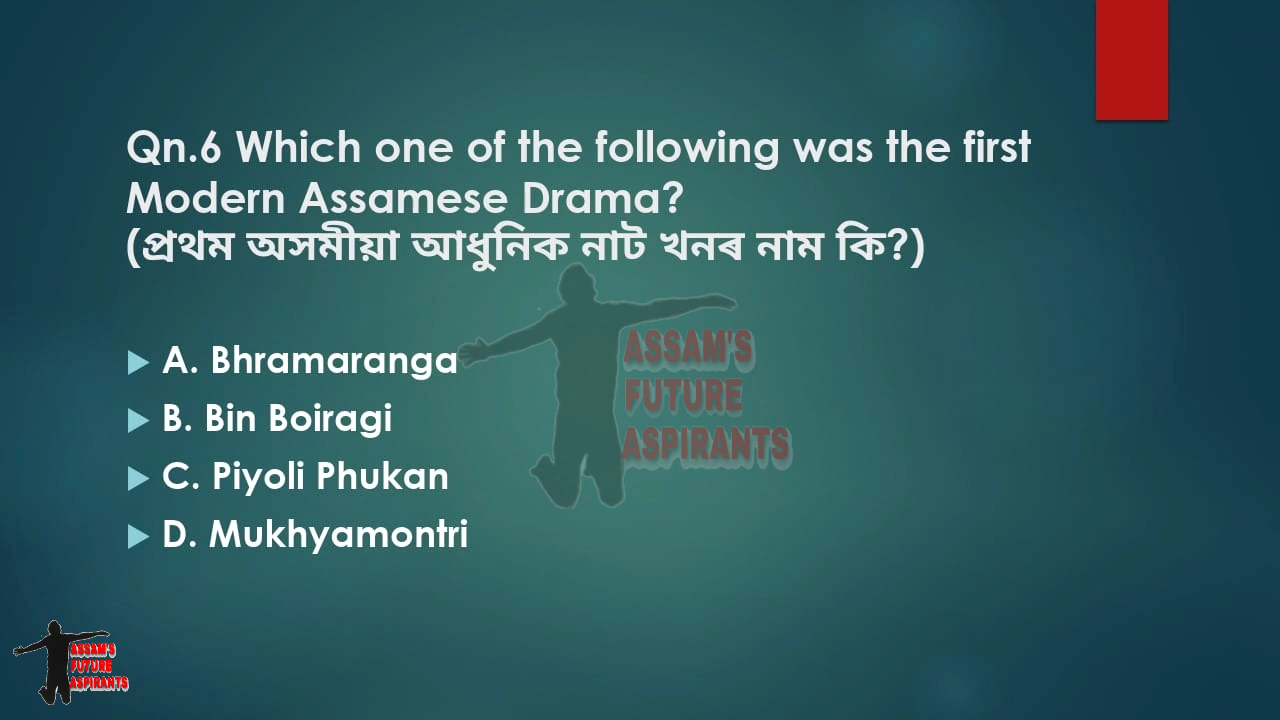 Qn.6 Which one of the following was the first
Modern Assamese Drama?
(প্ৰথম অসমীয়া আধুনিক নাট খনৰ নাম কি?)
A. Bhramaranga
B. Bin Boiragi
C. Piyoli Phukan
D. Mukhyamontri
ASSAM'S
FUTURE
ASPIRANTS
ASSAM'S
FUTURE
ASPIRANTS